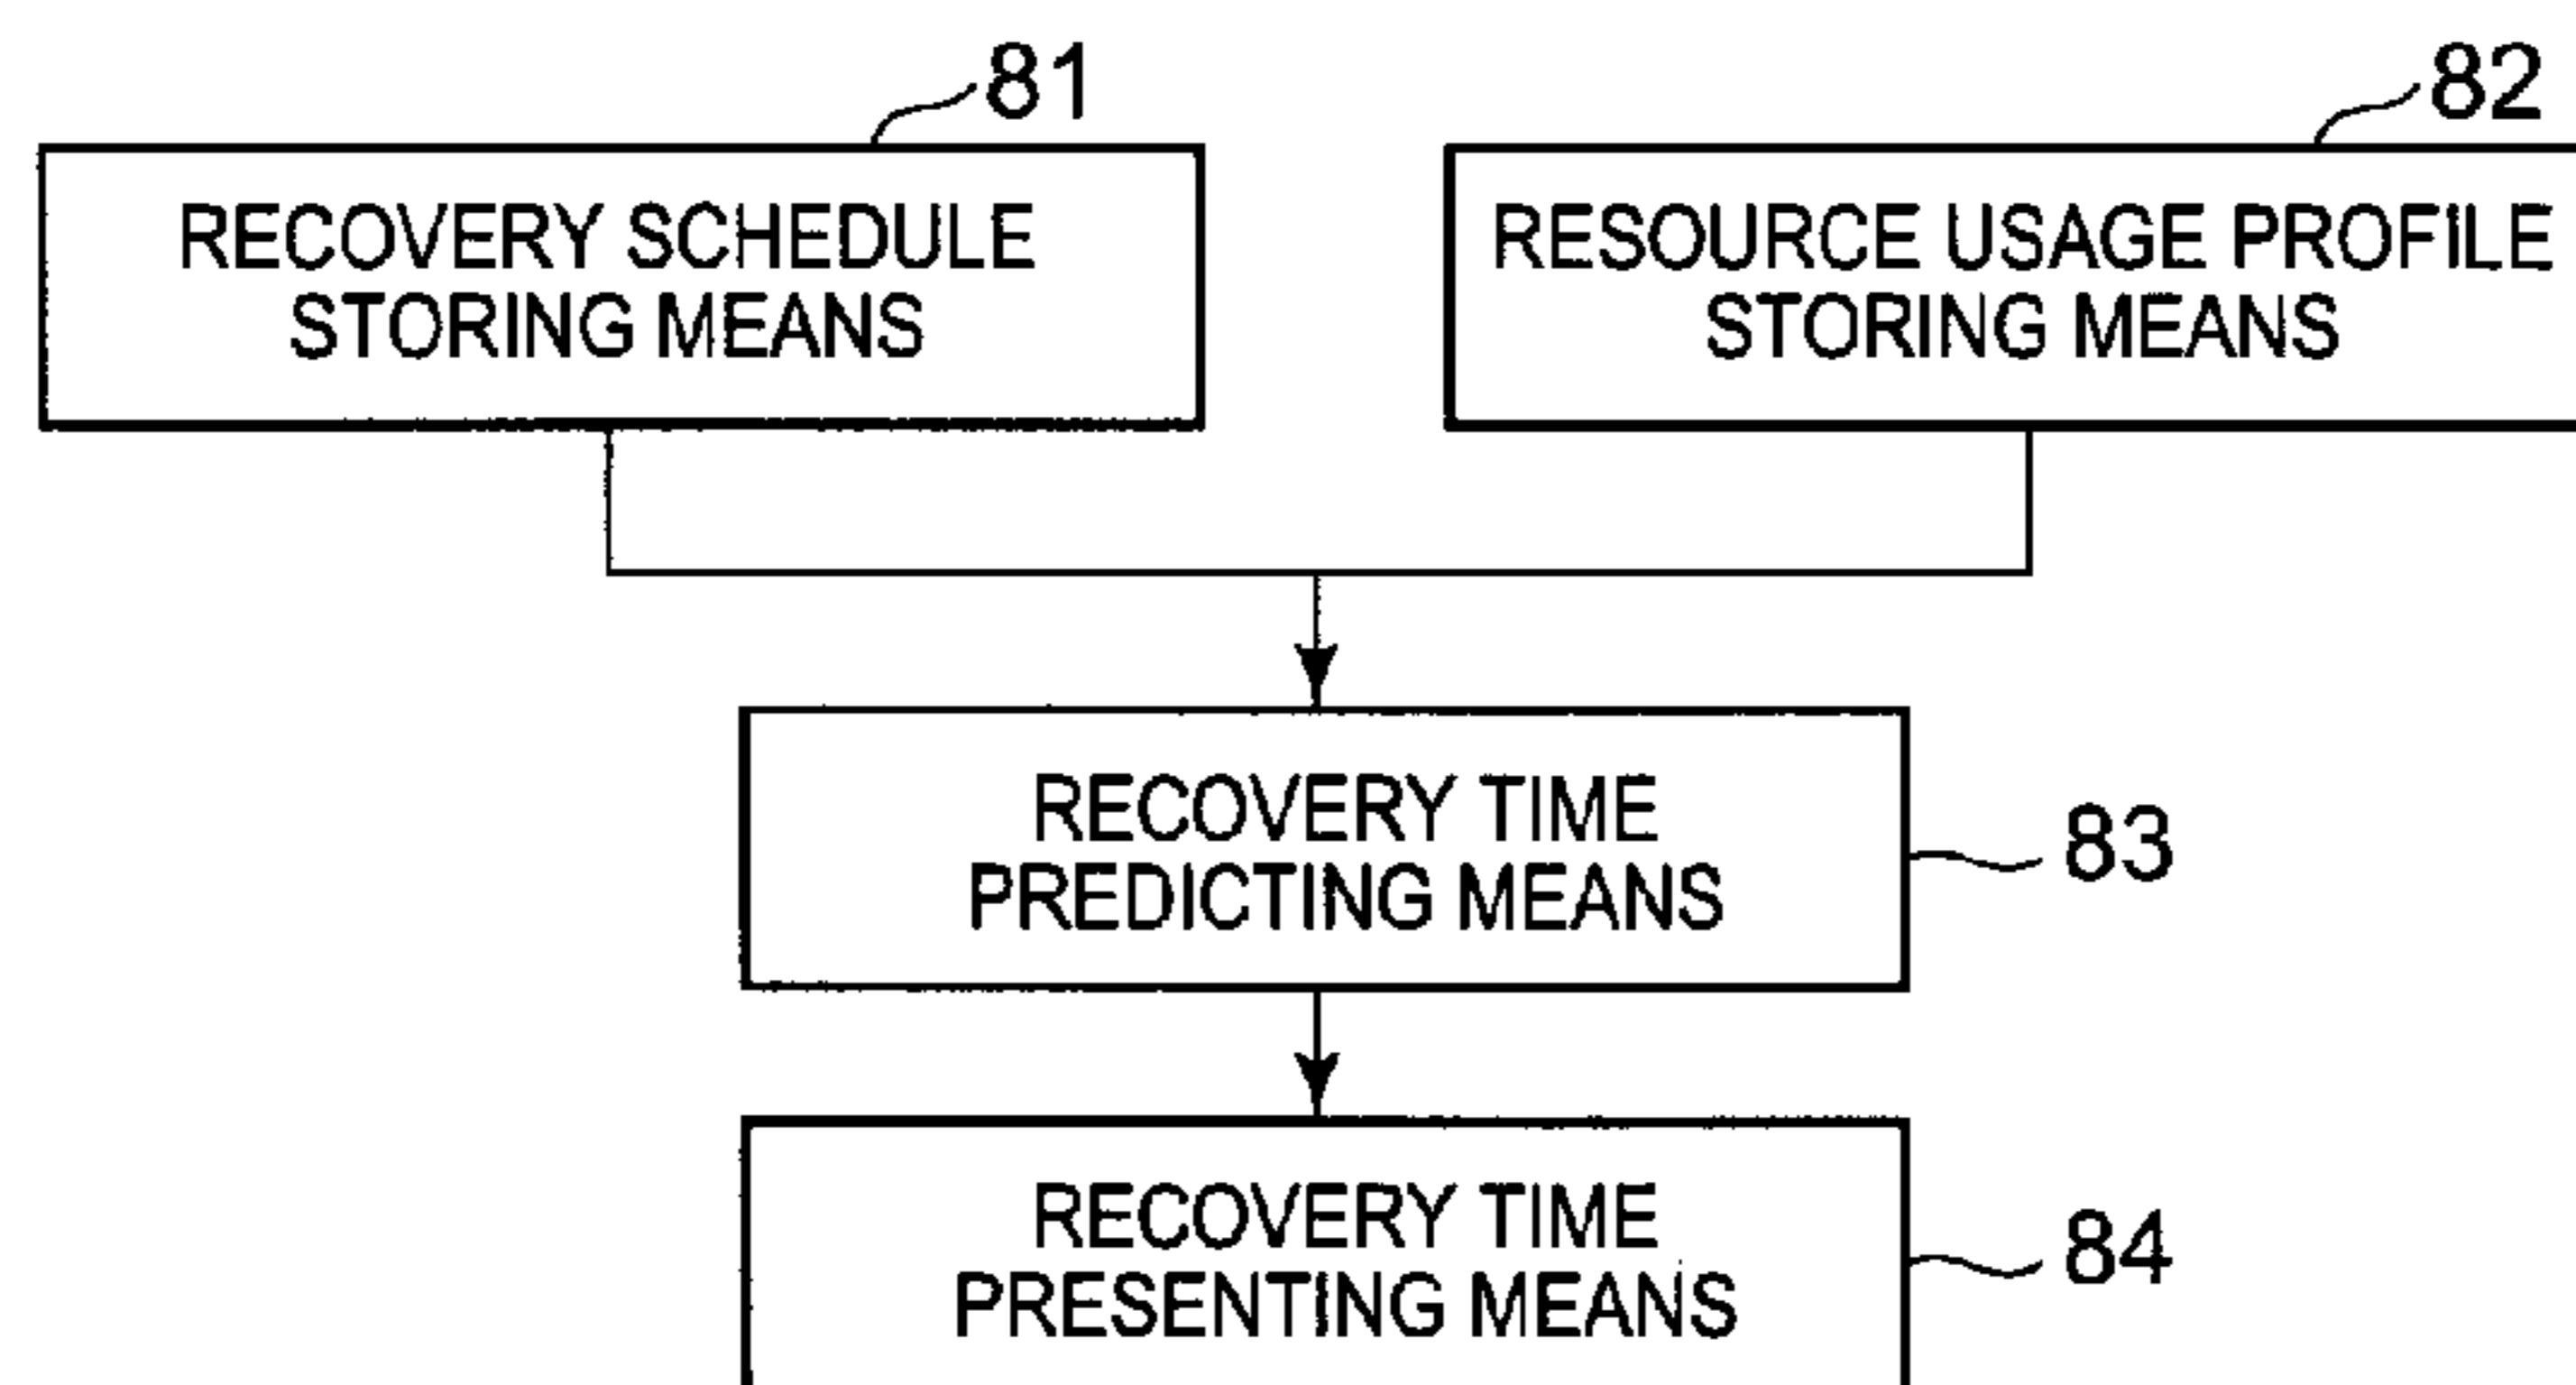 81
82
RECOVERY SCHEDULE
STORING MEANS
RESOURCE USAGE PROFILE
STORING MEANS
RECOVERY TIME
PREDICTING MEANS
83
RECOVERY TIME
PRESENTING MEANS
84